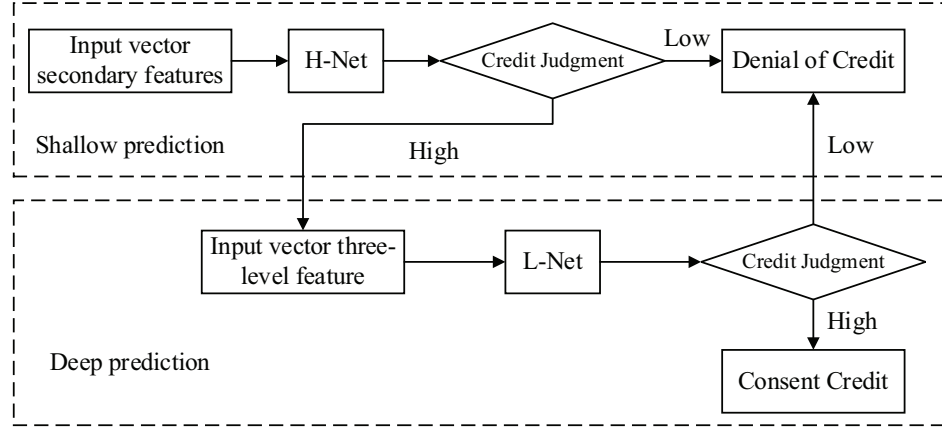 Input vector
secondary features
H-Net
Credit Judgment
Low
Denial of Credit
Shallow prediction
High
Low
Input vector three-
level feature
L-Net
Credit Judgment
High
Deep prediction
Consent Credit